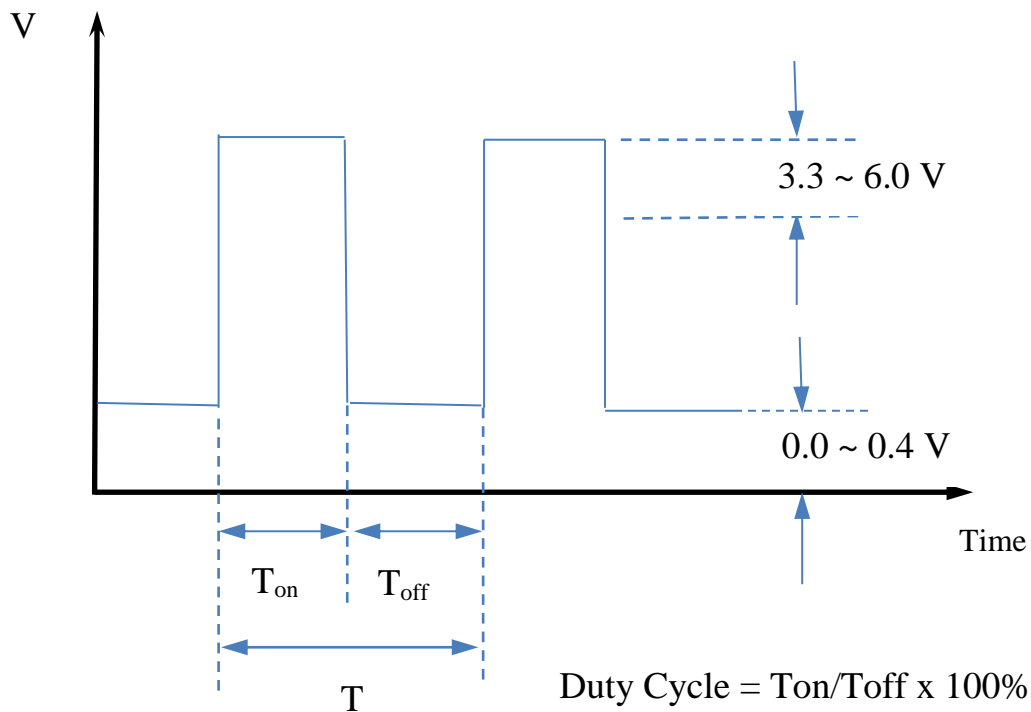 V
3.3 ~ 6.0 V
0.0 ~ 0.4 V
Time
Ton
Toff
T
Duty Cycle = Ton/Toff x 100%